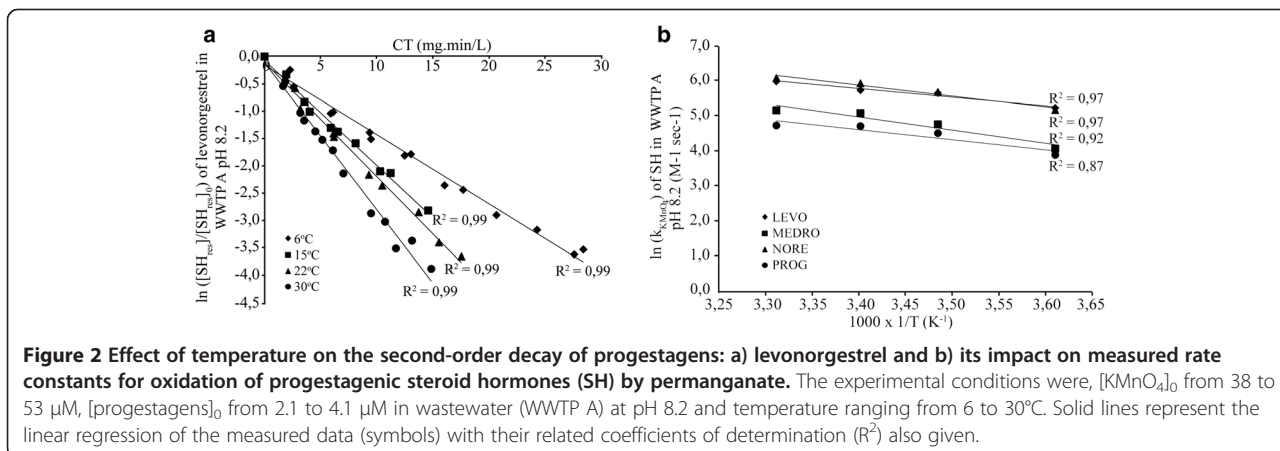 a
CT (mg.min/L)
0 5 10 15 20 25 30
0,0
-0,5
-1,0
-1,5
-2,0
-2,5
-3,0
-3,5
-4,0
-4,5
ln ([SH_res]/[SH_res]_0) of levonorgestrel in
WWTP A pH 8.2
6°C
15°C
22°C
30°C
R² = 0,99
R² = 0,99
R² = 0,99
R² = 0,99
b
7,0
6,0
5,0
4,0
3,0
2,0
1,0
0,0
ln (k_KMnO4) of SH in WWTP A
pH 8.2 (M-1 sec-1)
R² = 0,97
R² = 0,97
R² = 0,92
R² = 0,87
LEVO
MEDRO
NORE
PROG
3,25 3,30 3,35 3,40 3,45 3,50 3,55 3,60 3,65
1000 x 1/T (K⁻¹)
Figure 2 Effect of temperature on the second-order decay of progestagens: a) levonorgestrel and b) its impact on measured rate
constants for oxidation of progestagenic steroid hormones (SH) by permanganate. The experimental conditions were, [KMnO₄]₀ from 38 to
53 μM, [progestagens]₀ from 2.1 to 4.1 μM in wastewater (WWTP A) at pH 8.2 and temperature ranging from 6 to 30°C. Solid lines represent the
linear regression of the measured data (symbols) with their related coefficients of determination (R²) also given.